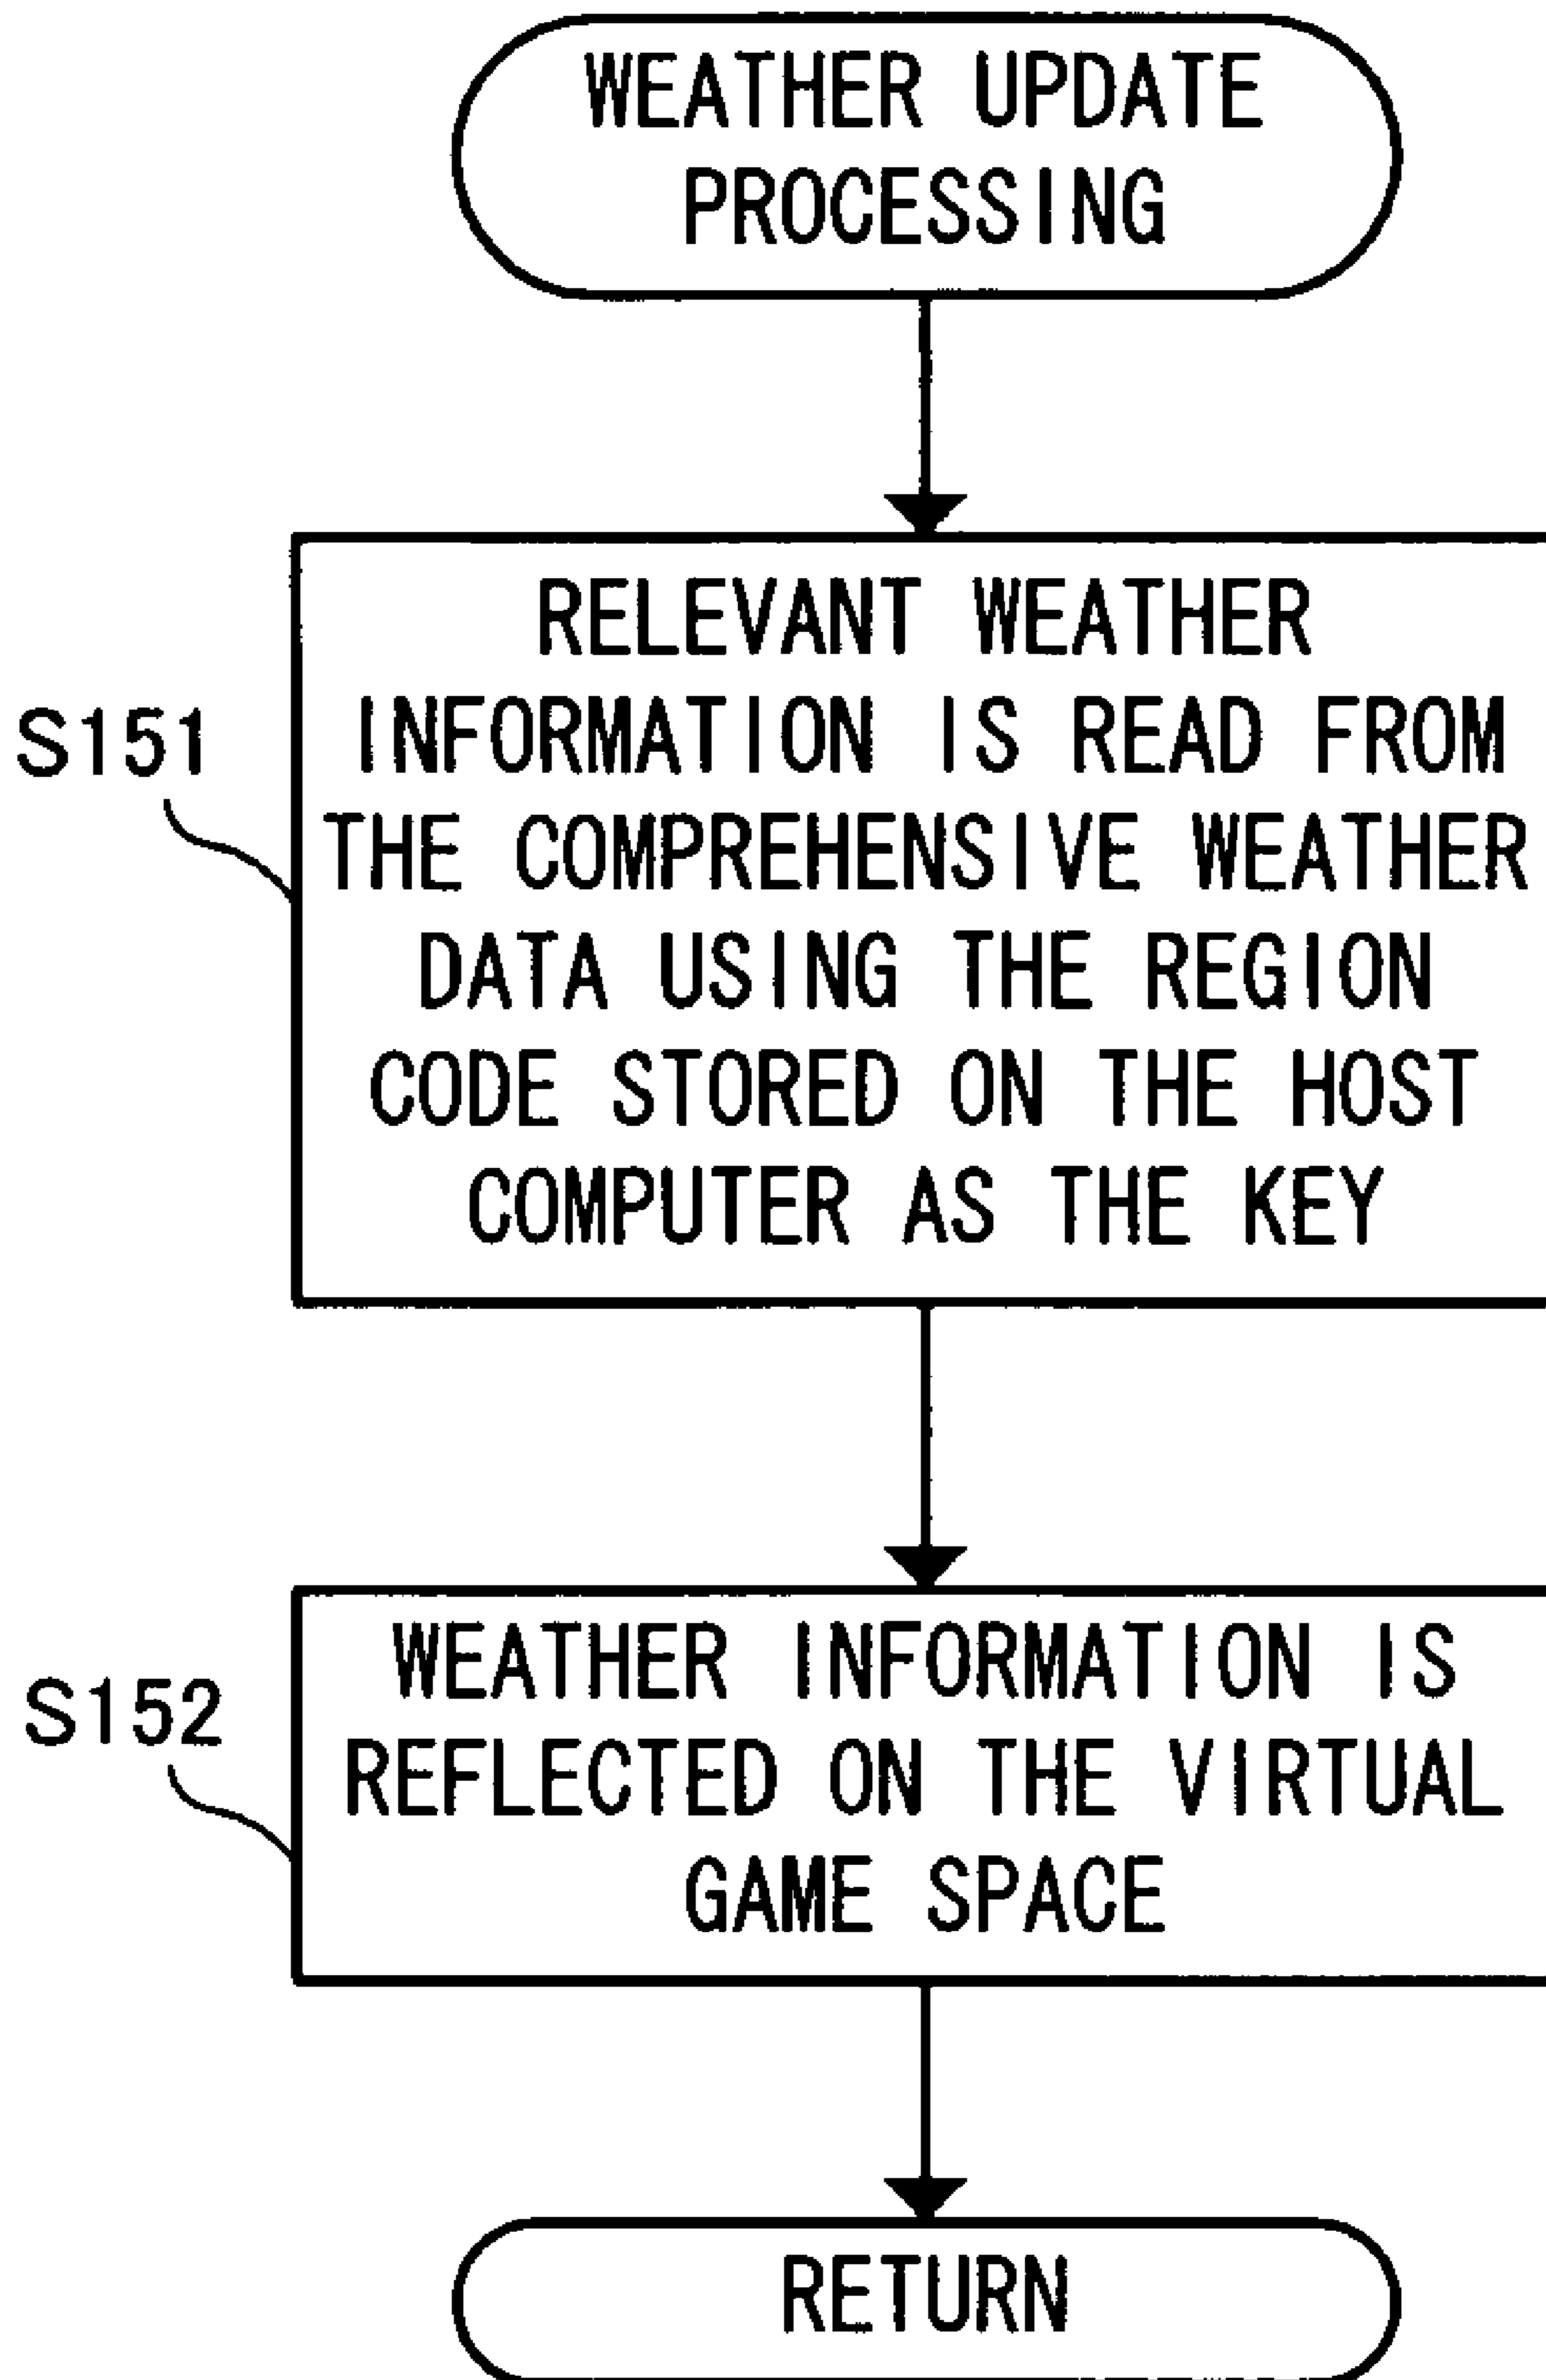 WEATHER UPDATE
PROCESSING
RELEVANT WEATHER
INFORMATION IS READ FROM
THE COMPREHENSIVE WEATHER
DATA USING THE REGION
CODE STORED ON THE HOST
COMPUTER AS THE KEY
S151
WEATHER INFORMATION IS
REFLECTED ON THE VIRTUAL
GAME SPACE
S152
RETURN